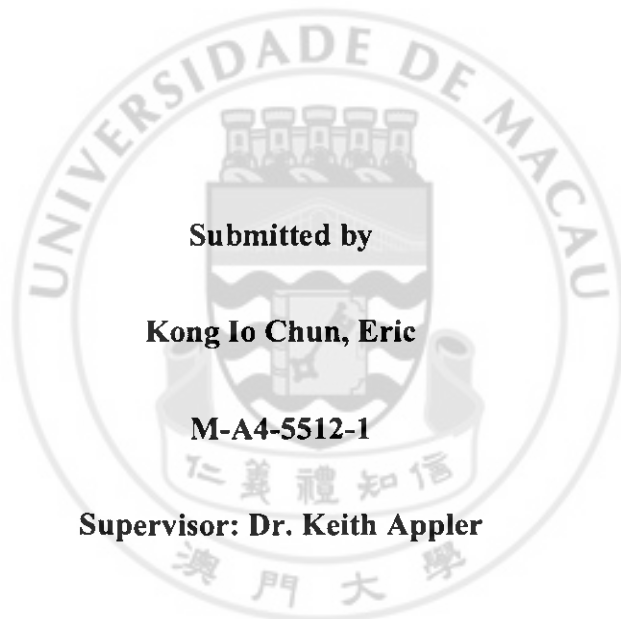 UNIVERSIDADE DE MACAU
Submitted by
Kong Io Chun, Eric
M-A4-5512-1
仁義禮知信
Supervisor: Dr. Keith Appler
澳門大學